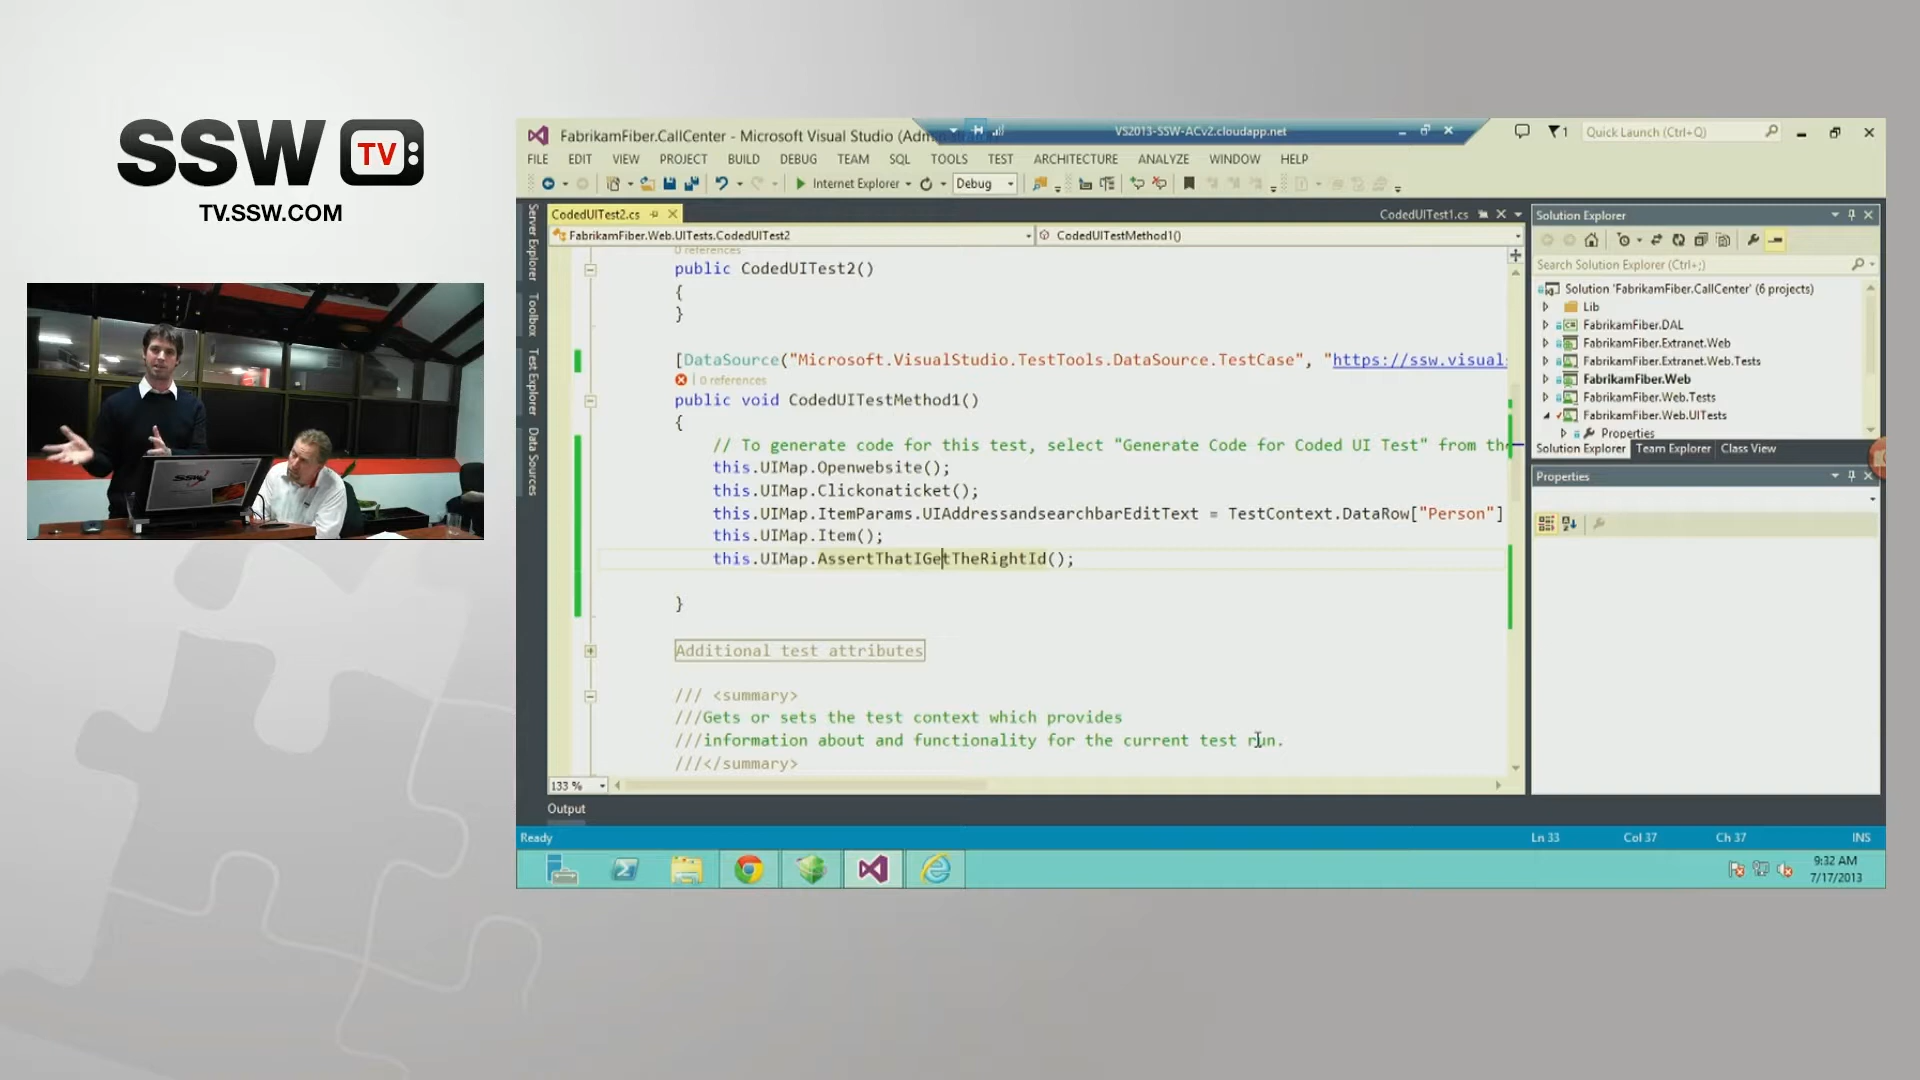 SSW TV:
TV.SSW.COM
SSW
FabrikamFiber.CallCenter - Microsoft Visual Studio (Adm
VS2013-SSW-ACv2.cloudapp.net
1
Quick Launch (Ctrl+Q)
FILE EDIT VIEW PROJECT BUILD DEBUG TEAM SQL TOOLS TEST ARCHITECTURE ANALYZE WINDOW HELP
Internet Explorer
Debug
Server Explorer
Toolbox
Test Explorer
Data Sources
CodedUITest2.cs
CodedUITest1.cs
FabrikamFiber.Web.UITests.CodedUITest2
CodedUITestMethod1()
0 references
public CodedUITest2()
{
}
[DataSource("Microsoft.VisualStudio.TestTools.DataSource.TestCase", "https://ssw.visual
0 references
public void CodedUITestMethod1()
{
// To generate code for this test, select "Generate Code for Coded UI Test" from the
this.UIMap.Openwebsite();
this.UIMap.Clickonaticket();
this.UIMap.ItemParams.UIAddressandsearchbarEditText = TestContext.DataRow["Person"]
this.UIMap.Item();
this.UIMap.AssertThatIGetTheRightId();
}
Additional test attributes
/// <summary>
///Gets or sets the test context which provides
///information about and functionality for the current test run.
///</summary>
133 %
Output
Ready
Ln 33
Col 37
Ch 37
INS
Solution Explorer
Search Solution Explorer (Ctrl+;)
Solution 'FabrikamFiber.CallCenter' (6 projects)
Lib
FabrikamFiber.DAL
FabrikamFiber.Extranet.Web
FabrikamFiber.Extranet.Web.Tests
FabrikamFiber.Web
FabrikamFiber.Web.Tests
FabrikamFiber.Web.UITests
Properties
Solution Explorer Team Explorer Class View
Properties
9:32 AM
7/17/2013